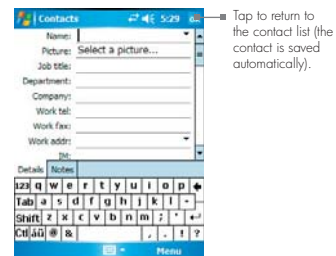 Contacts 5:29 ok
Name:
Picture: Select a picture...
Job title:
Department:
Company:
Work tel:
Work fax:
Work addr:
IM:
Details Notes
123 q w e r t y u i o p
Tab a s d f g h j k l -
Shift z x c v b n m ; '
Ctl áü @ & , . ! ?
Menu
Tap to return to
the contact list (the
contact is saved
automatically).